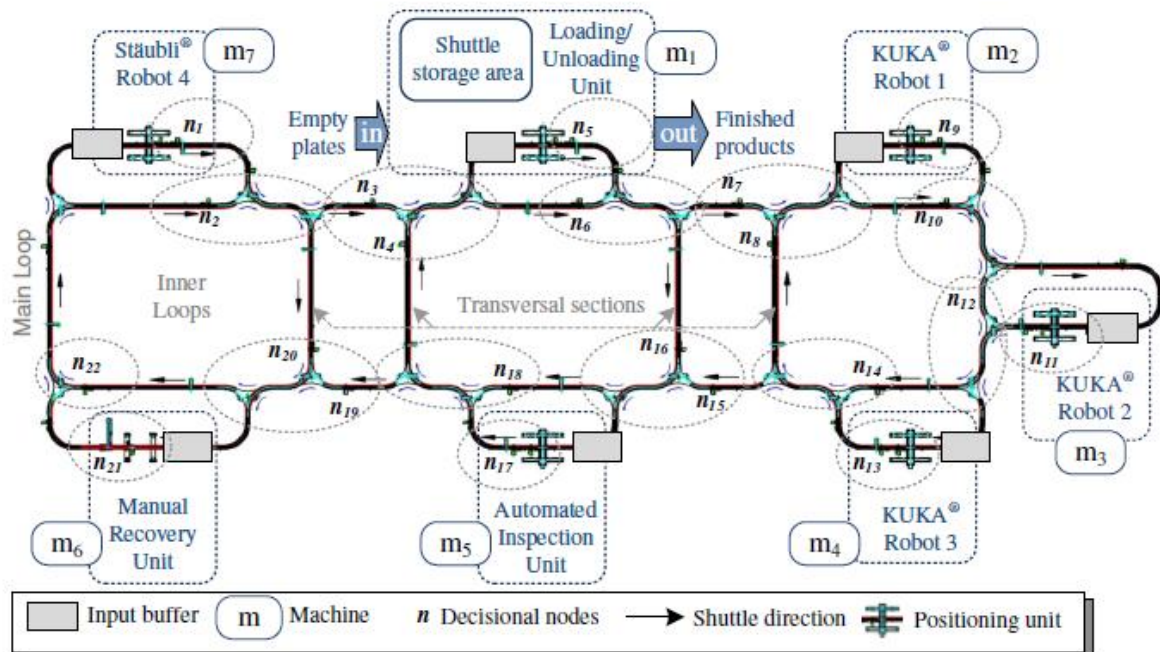 Stäubli®
Robot 4
m7
Shuttle
storage area
Loading/
Unloading
Unit
m1
KUKA®
Robot 1
m2
Empty
plates
in
out
Finished
products
n1
n5
n9
n2
n3
n4
n6
n7
n8
n10
Main Loop
Inner
Loops
Transversal sections
n12
n11
n22
n20
n19
n18
n16
n15
n14
KUKA®
Robot 2
m3
n21
n17
n13
Manual
Recovery
Unit
m6
Automated
Inspection
Unit
m5
KUKA®
Robot 3
m4
Input buffer
m Machine
n Decisional nodes
Shuttle direction
Positioning unit